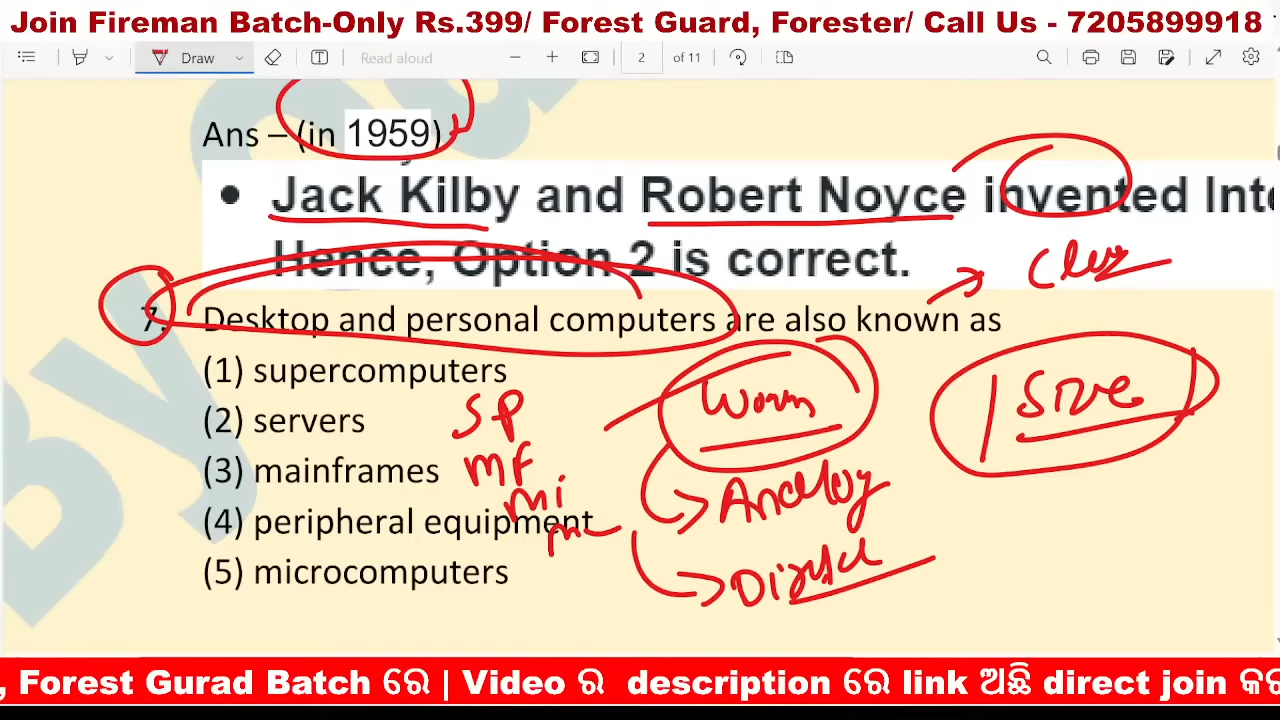 Join Fireman Batch-Only Rs.399/ Forest Guard, Forester/ Call Us - 7205899918
Draw
Read aloud
2 of 11
Ans – (in 1959)
• Jack Kilby and Robert Noyce invented Inte
Hence, Option 2 is correct.
7. Desktop and personal computers are also known as
(1) supercomputers
(2) servers
(3) mainframes
(4) peripheral equipment
(5) microcomputers
Size
SP
MF
Mi
Analog
, Forest Gurad Batch ରେ | Video ର description ରେ link ଅଛି direct join କର